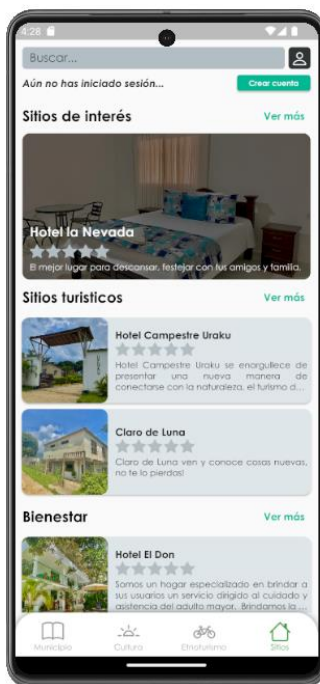 4:28
Buscar...
Aún no has iniciado sesión...
Crear cuenta
Sitios de interés
Ver más
Hotel la Nevada
El mejor lugar para descansar, festejar con tus amigos y familia.
Sitios turisticos
Ver más
Hotel Campestre Uraku
Hotel Campestre Uraku se enorgullece de
presentar una nueva manera de
conectarse con la naturaleza, el turismo d...
Claro de Luna
Claro de Luna ven y conoce cosas nuevas,
no te lo pierdas!
Bienestar
Ver más
Hotel El Don
Somos un hogar especializado en brindar a
sus usuarios un servicio dirigido al cuidado y
asistencia del adulto mayor. Brindamos la ...
Municipio
Cultura
Etnoturismo
Sitios